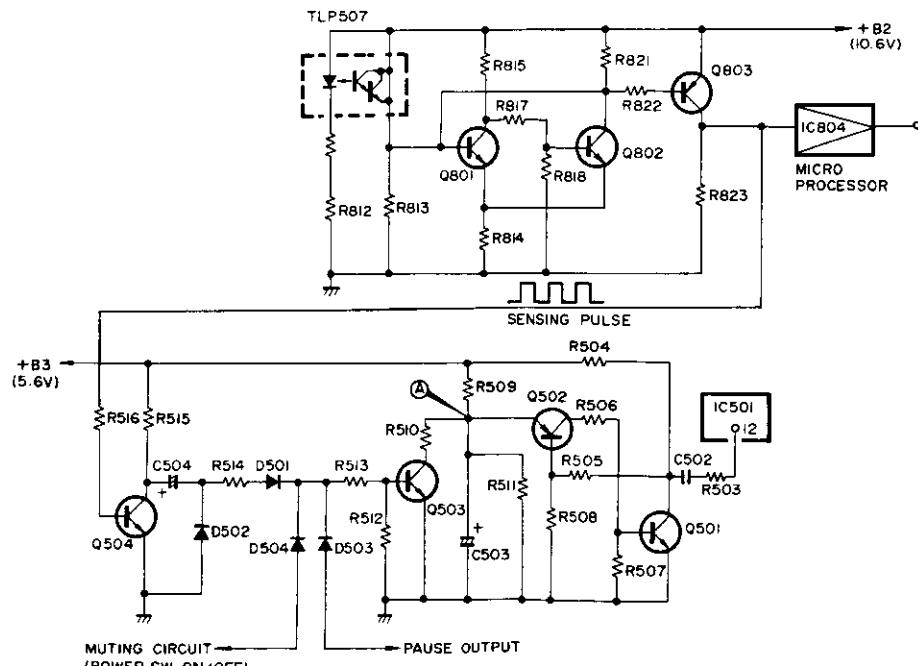 TLP507
+B2
(10.6V)
R815
R821
Q803
R822
R817
IC804
Q801
R818
Q802
MICRO
PROCESSOR
R812
R813
R814
R823
SENSING PULSE
R504
+B3
(5.6V)
R509
A
Q502
R506
IC501
12
R516
R515
R510
C504
R514
D501
R513
R511
R505
C502
R503
+
Q503
R512
+
R508
Q504
D502
D504
D503
C503
Q501
R507
MUTING CIRCUIT
PAUSE OUTPUT
(POWER SW ON/OFF)